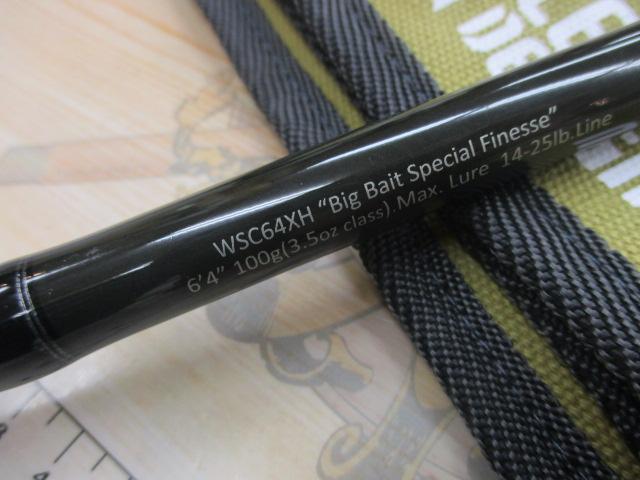 WSC64XH “Big Bait Special Finesse”
6'4” 100g(3.5oz class).Max. Lure 14-25lb.Line